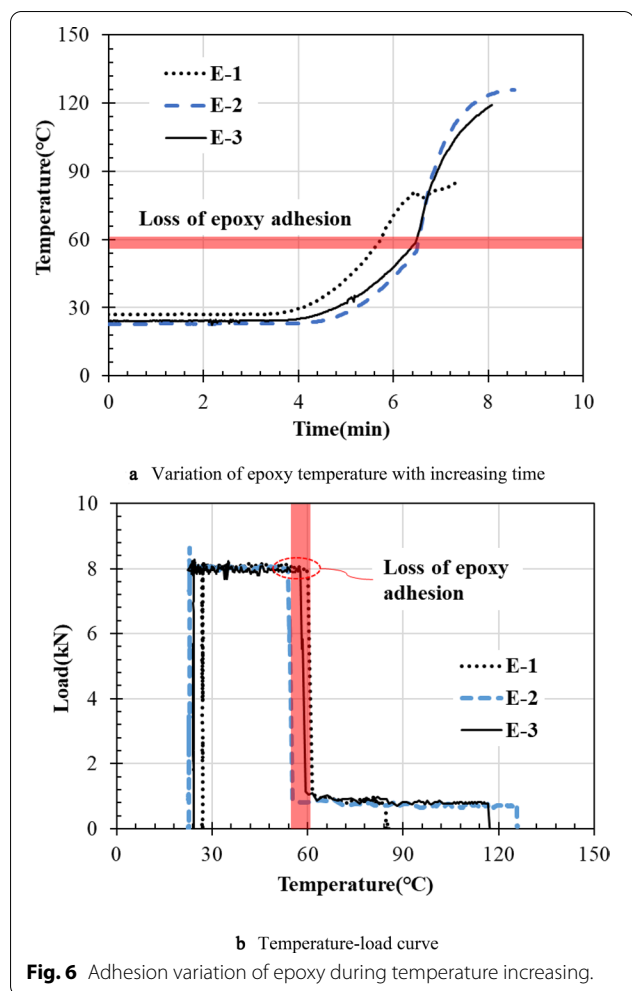 150
120
90
60
30
0
Temperature(°C)
E-1
E-2
E-3
Loss of epoxy adhesion
0 2 4 6 8 10
Time(min)
a Variation of epoxy temperature with increasing time
10
8
6
4
2
0
Load(kN)
Loss of epoxy
adhesion
E-1
E-2
E-3
0 30 60 90 120 150
Temperature(°C)
b Temperature-load curve
Fig. 6 Adhesion variation of epoxy during temperature increasing.